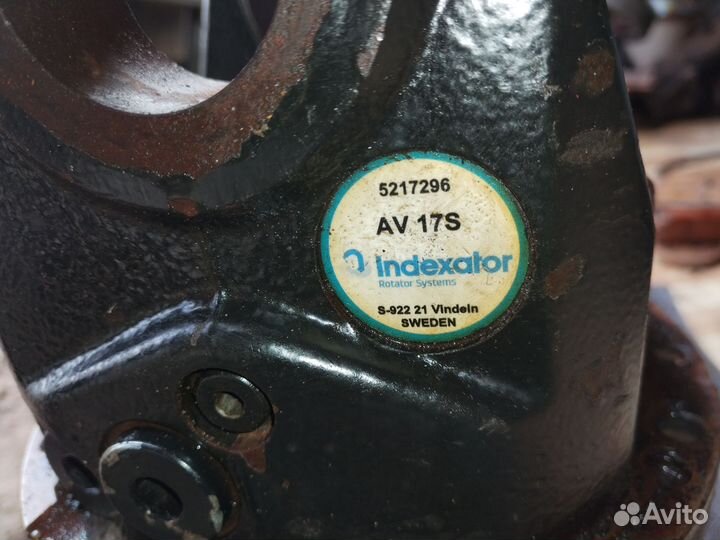 5217296
AV 17S
indexator
Rotator Systems
S-922 21 Vindeln
SWEDEN
Avito